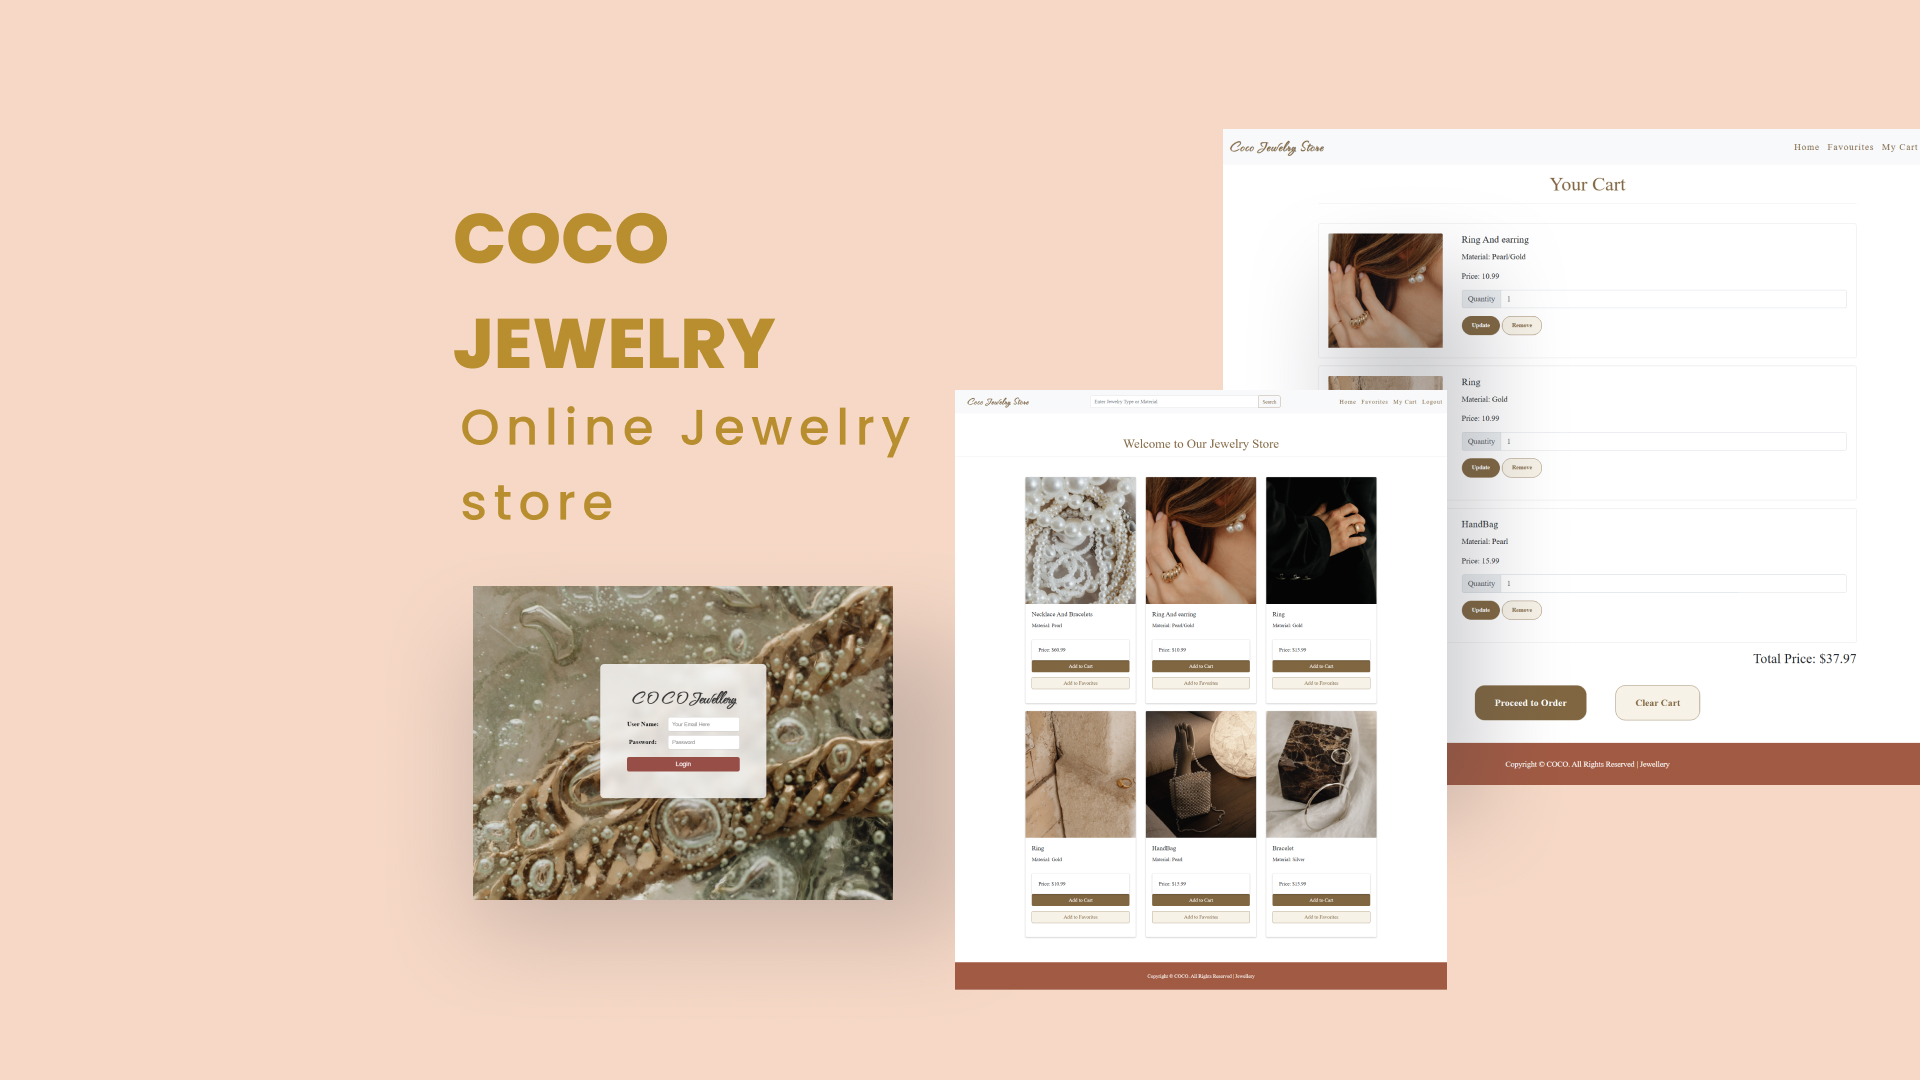 COCO
JEWELRY
Online Jewelry
store
COCO Jewellery
User Name: Your Email Here
Password: Password
Login
Coco Jewelry Store
Enter Jewelry Type or Material
Search
Home Favorites My Cart Logout
Welcome to Our Jewelry Store
Necklace And Bracelets
Material: Pearl
Price: $60.99
Add to Cart
Add to Favorites
Ring And earring
Material: Pearl/Gold
Price: $10.99
Add to Cart
Add to Favorites
Ring
Material: Gold
Price: $15.99
Add to Cart
Add to Favorites
Ring
Material: Gold
Price: $10.99
Add to Cart
Add to Favorites
HandBag
Material: Pearl
Price: $15.99
Add to Cart
Add to Favorites
Bracelet
Material: Silver
Price: $15.99
Add to Cart
Add to Favorites
Copyright © COCO. All Rights Reserved | Jewellery
Coco Jewelry Store
Home Favourites My Cart
Your Cart
Ring And earring
Material: Pearl/Gold
Price: 10.99
Quantity 1
Update Remove
Ring
Material: Gold
Price: 10.99
Quantity 1
Update Remove
HandBag
Material: Pearl
Price: 15.99
Quantity 1
Update Remove
Total Price: $37.97
Proceed to Order Clear Cart
Copyright © COCO. All Rights Reserved | Jewellery